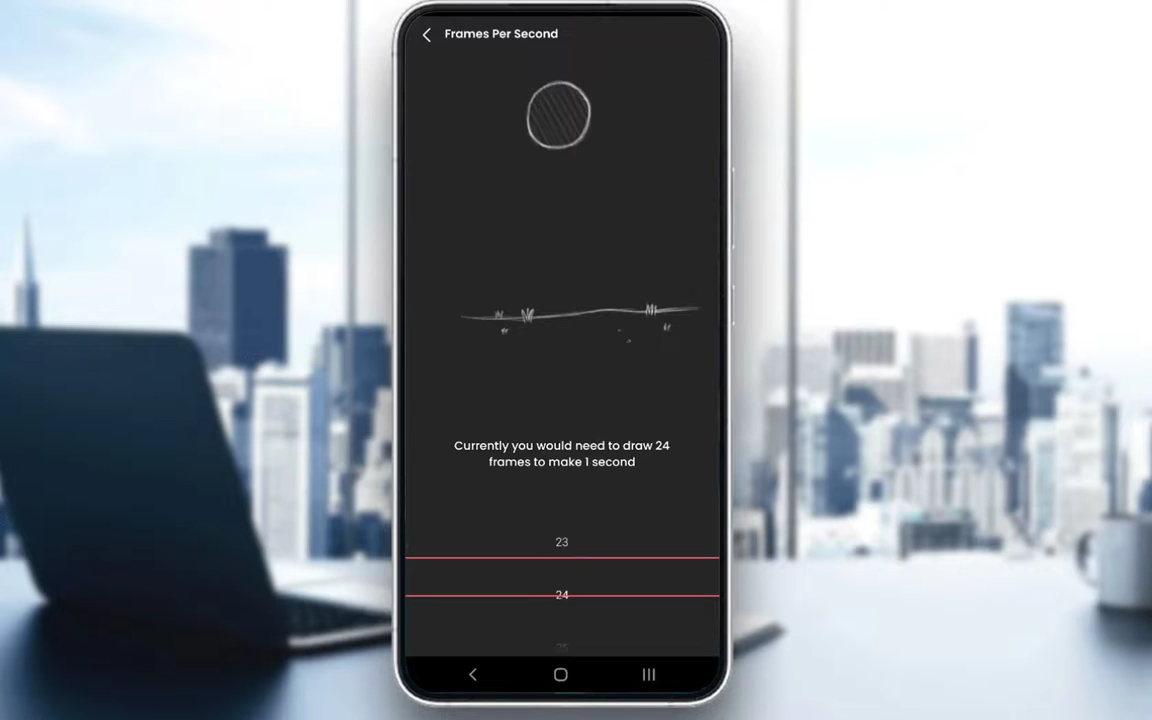 Frames Per Second
Currently you would need to draw 24
frames to make 1 second
23
24